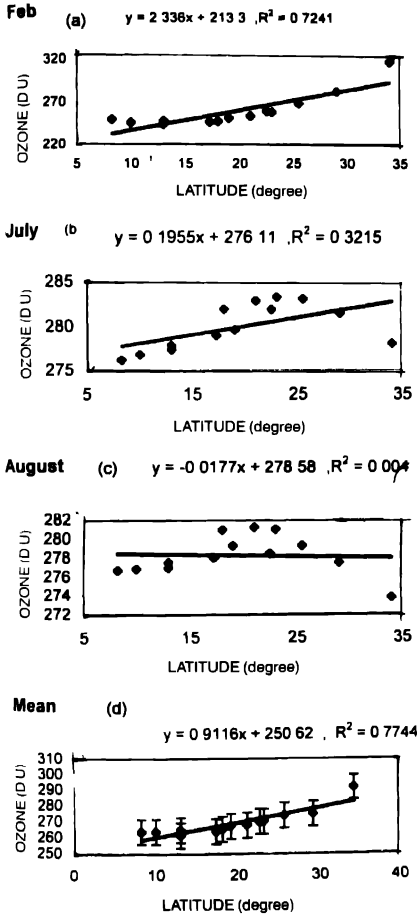 Feb (a) y = 2 336x + 213 3 ,R² = 0 7241
320
270
220
OZONE (D U)
5 10 15 20 25 30 35
LATITUDE (degree)
July (b y = 0 1955x + 276 11 ,R² = 0 3215
285
280
275
OZONE (D U)
5 15 25 35
LATITUDE (degree)
August (c) y = -0 0177x + 278 58 ,R² = 0 004
282
280
278
276
274
272
OZONE (D U)
5 15 25 35
LATITUDE (degree)
Mean (d)
y = 0 9116x + 250 62 , R² = 0 7744
310
300
290
280
270
260
250
OZONE (D U)
0 10 20 30 40
LATITUDE (degree)